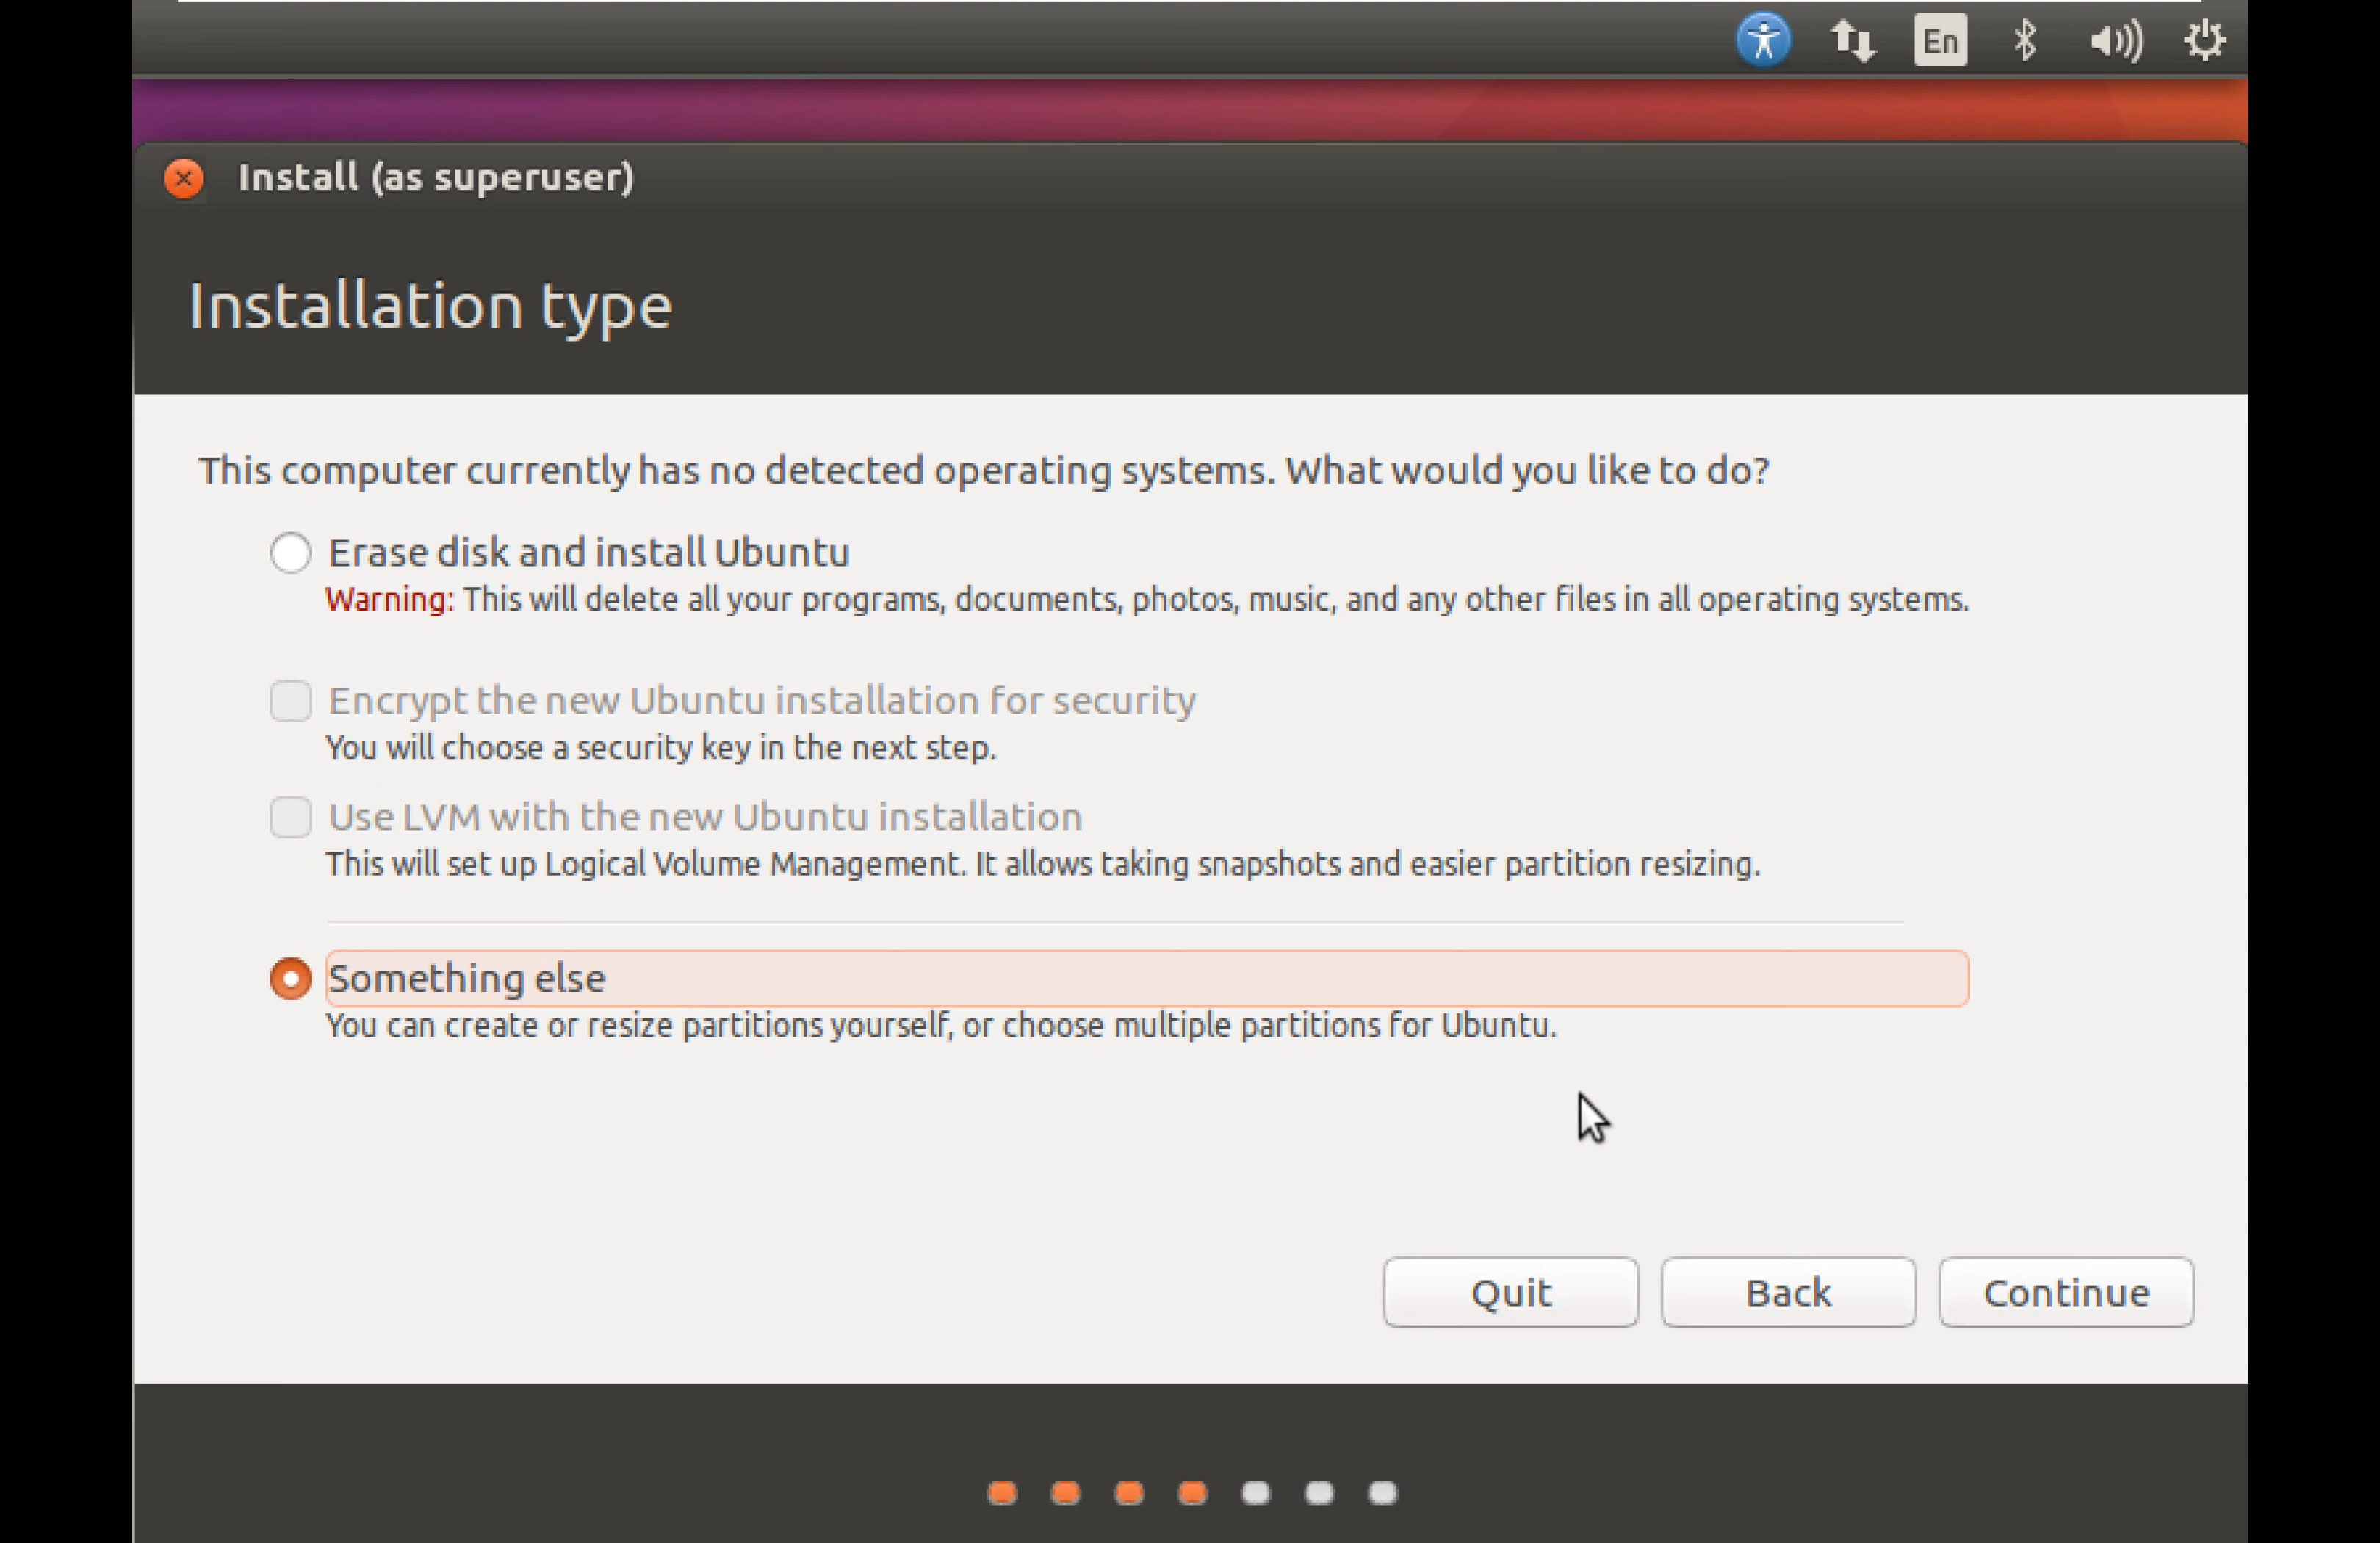 En
Install (as superuser)
Installation type
This computer currently has no detected operating systems. What would you like to do?
Erase disk and install Ubuntu
Warning: This will delete all your programs, documents, photos, music, and any other files in all operating systems.
Encrypt the new Ubuntu installation for security
You will choose a security key in the next step.
Use LVM with the new Ubuntu installation
This will set up Logical Volume Management. It allows taking snapshots and easier partition resizing.
Something else
You can create or resize partitions yourself, or choose multiple partitions for Ubuntu.
Quit Back Continue